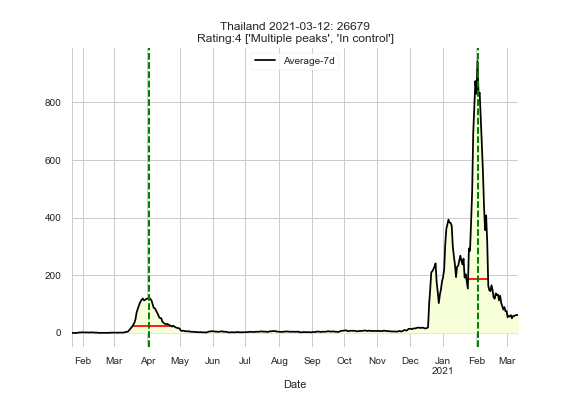 Thailand 2021-03-12: 26679
Rating:4 ['Multiple peaks', 'In control']
Average-7d
800
600
400
200
0
Feb Mar Apr May Jun Jul Aug Sep Oct Nov Dec Jan Feb Mar
2021
Date